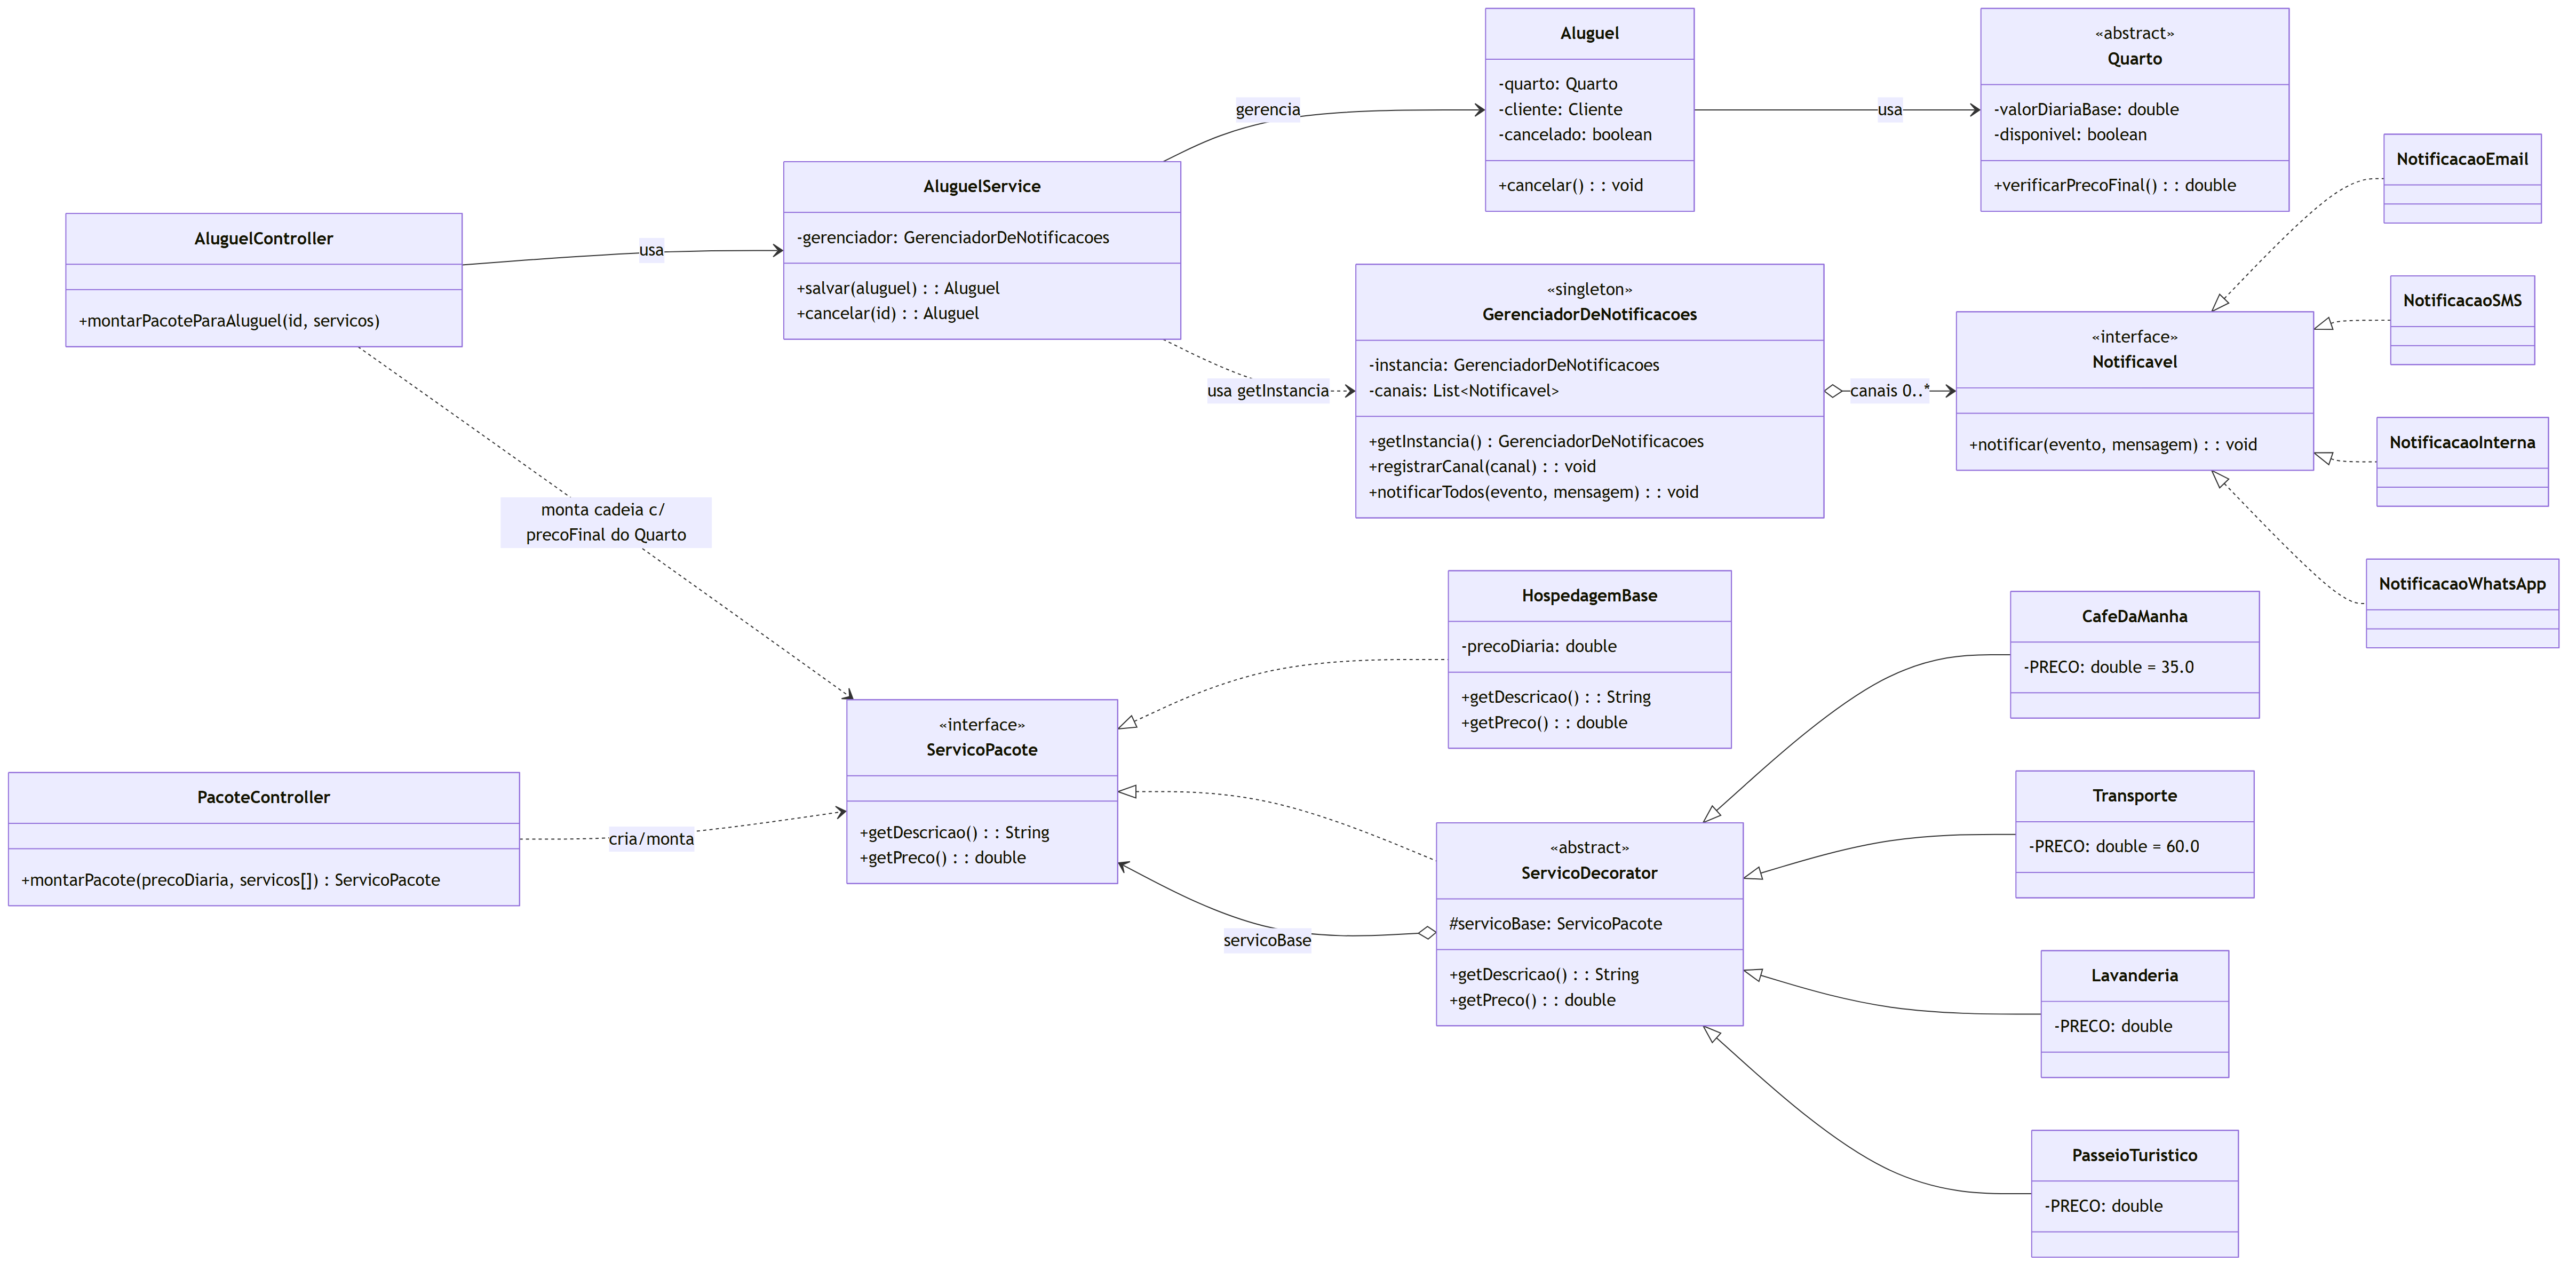 Aluguel
-quarto: Quarto
-cliente: Cliente
-cancelado: boolean
+cancelar() : : void
«abstract»
Quarto
-valorDiariaBase: double
-disponivel: boolean
+verificarPrecoFinal() : : double
gerencia
usa
AluguelService
-gerenciador: GerenciadorDeNotificacoes
+salvar(aluguel) : : Aluguel
+cancelar(id) : : Aluguel
AluguelController
+montarPacoteParaAluguel(id, servicos)
usa
usa getInstancia
«singleton»
GerenciadorDeNotificacoes
-instancia: GerenciadorDeNotificacoes
-canais: List<Notificavel>
+getInstancia() : GerenciadorDeNotificacoes
+registrarCanal(canal) : : void
+notificarTodos(evento, mensagem) : : void
canais 0..*
«interface»
Notificavel
+notificar(evento, mensagem) : : void
NotificacaoEmail
NotificacaoSMS
NotificacaoInterna
NotificacaoWhatsApp
monta cadeia c/
precoFinal do Quarto
HospedagemBase
-precoDiaria: double
+getDescricao() : : String
+getPreco() : : double
«interface»
ServicoPacote
+getDescricao() : : String
+getPreco() : : double
PacoteController
+montarPacote(precoDiaria, servicos[]) : ServicoPacote
cria/monta
servicoBase
«abstract»
ServicoDecorator
#servicoBase: ServicoPacote
+getDescricao() : : String
+getPreco() : : double
CafeDaManha
-PRECO: double = 35.0
Transporte
-PRECO: double = 60.0
Lavanderia
-PRECO: double
PasseioTuristico
-PRECO: double